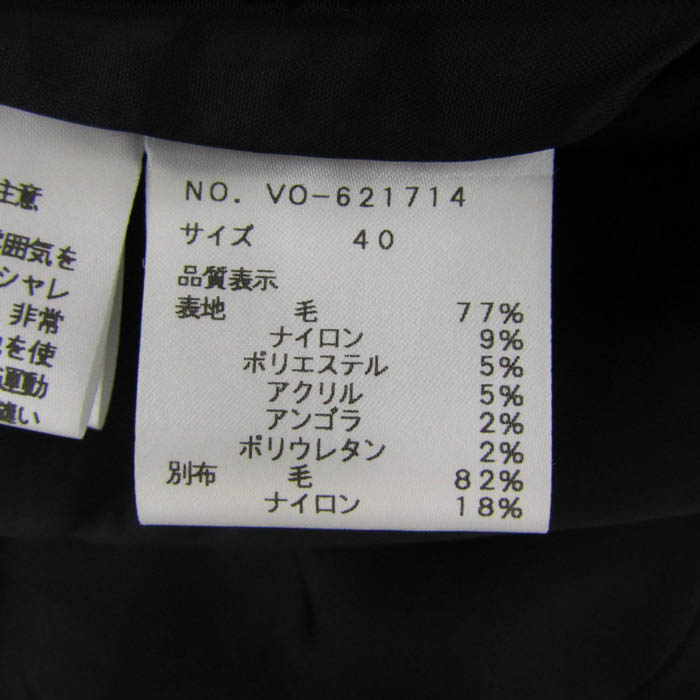 主意
囲気を
シャレ
非常
を使
運動
縫い
NO. VO-621714
サイズ 40
品質表示
表地 毛 77%
ナイロン 9%
ポリエステル 5%
アクリル 5%
アンゴラ 2%
ポリウレタン 2%
別布 毛 82%
ナイロン 18%